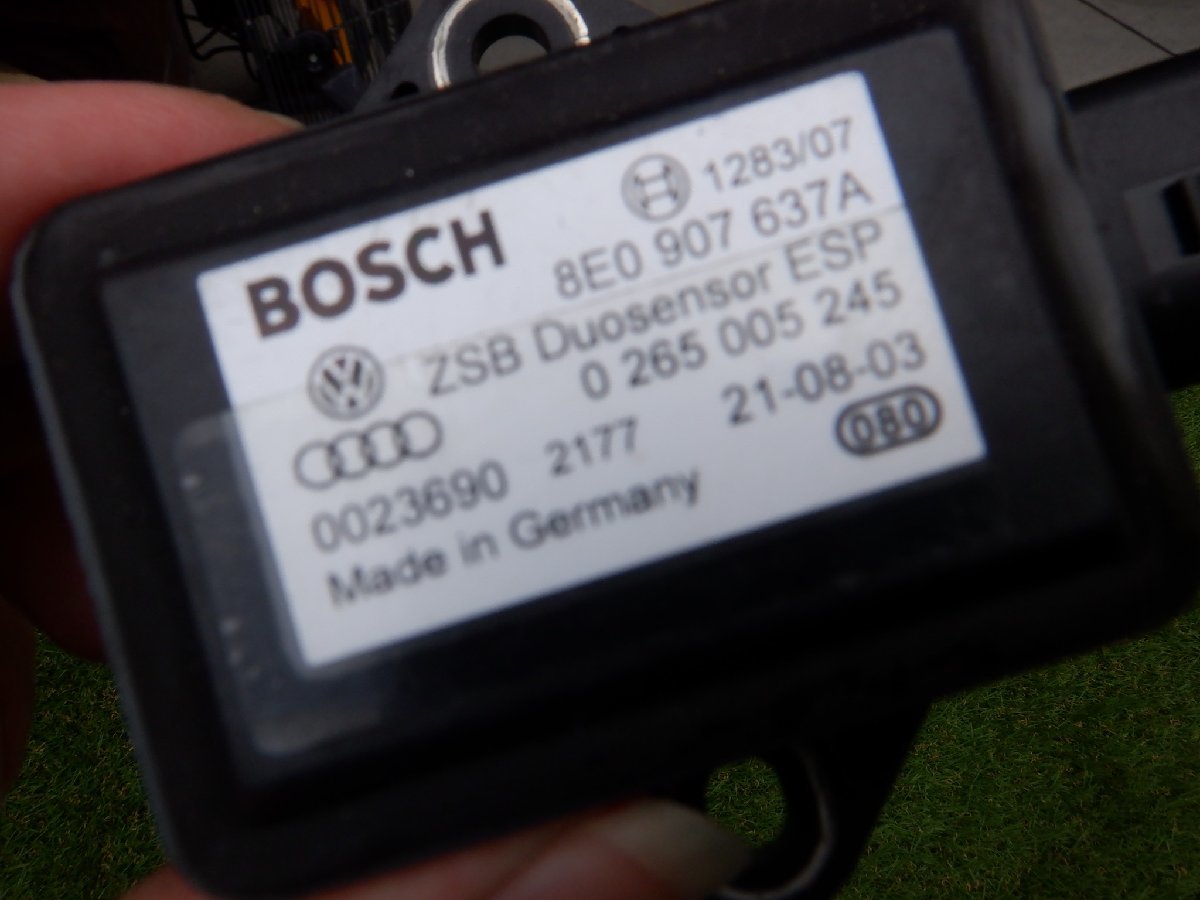 BOSCH 1283/07
8E0 907 637A
ZSB Duosensor ESP
0 265 005 245
0023690 2177 21-08-03
Made in Germany 080